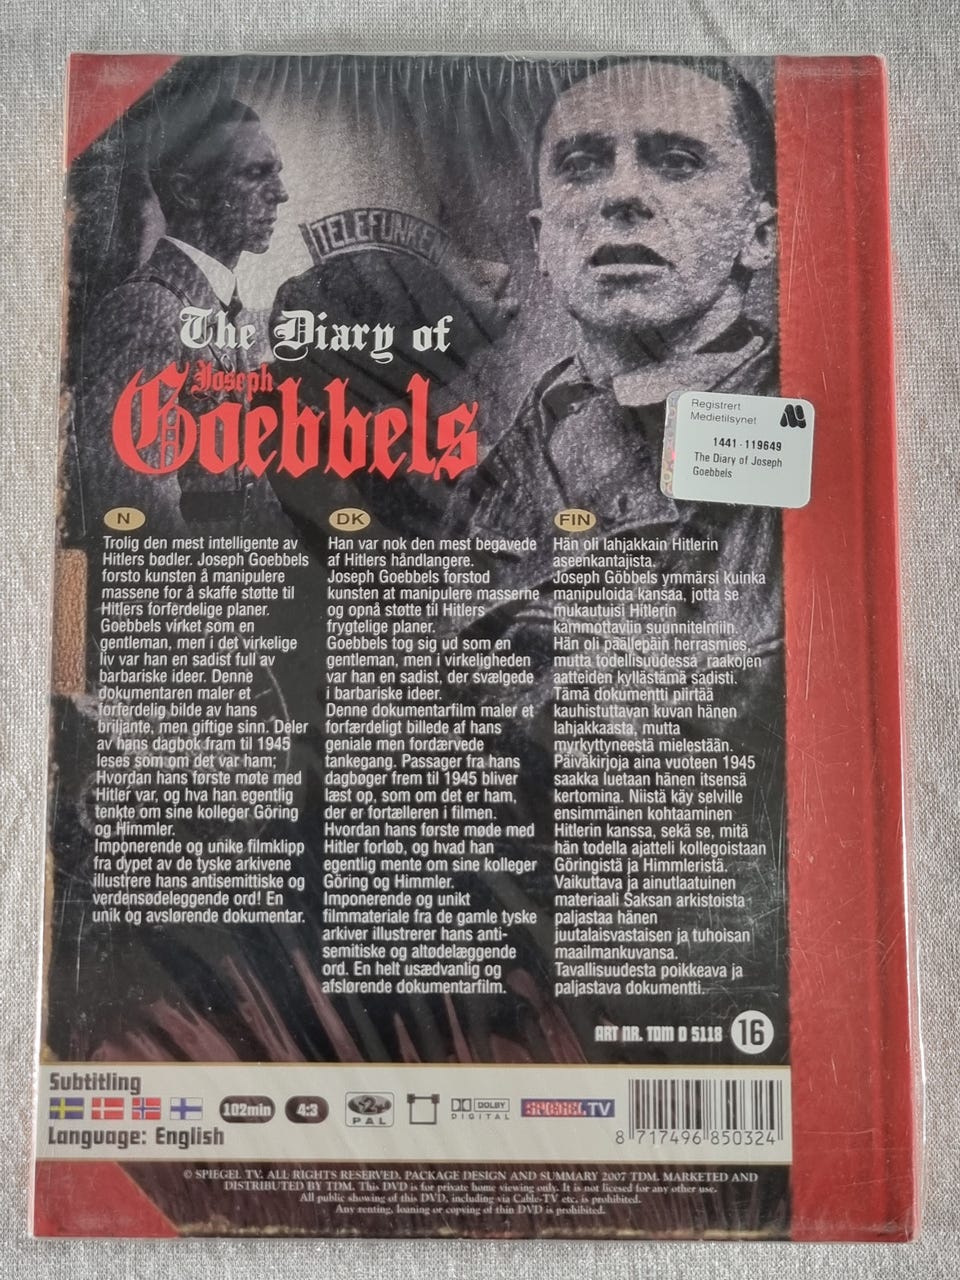 TELEFUNKEN
The Diary of
Joseph
Goebbels
Registrert
Medietilsynet
1441 - 119649
The Diary of Joseph
Goebbels
N
Trolig den mest intelligente av
Hitlers bødler. Joseph Goebbels
forsto kunsten å manipulere
massene for å skaffe støtte til
Hitlers forferdelige planer.
Goebbels virket som en
gentleman, men i det virkelige
liv var han en sadist full av
barbariske ideer. Denne
dokumentaren maler et
forferdelig bilde av hans
briljante, men giftige sinn. Deler
av hans dagbok fram til 1945
leses som om det var ham;
Hvordan hans første møte med
Hitler var, og hva han egentlig
tenkte om sine kolleger Göring
og Himmler.
Imponerende og unike filmklipp
fra dypet av de tyske arkivene
illustrere hans antisemittiske og
verdensødeleggende ord! En
unik og avslørende dokumentar.
DK
Han var nok den mest begavede
af Hitlers håndlangere.
Joseph Goebbels forstod
kunsten at manipulere masserne
og opnå støtte til Hitlers
frygtelige planer.
Goebbels tog sig ud som en
gentleman, men i virkeligheden
var han en sadist, der svælgede
i barbariske ideer.
Denne dokumentarfilm maler et
forfærdeligt billede af hans
geniale men fordærvede
tankegang. Passager fra hans
dagbøger frem til 1945 bliver
læst op, som om det er ham,
der er fortælleren i filmen.
Hvordan hans første møde med
Hitler forløb, og hvad han
egentlig mente om sine kolleger
Göring og Himmler.
Imponerende og unikt
filmmateriale fra de gamle tyske
arkiver illustrerer hans anti-
semitiske og altødelæggende
ord. En helt usædvanlig og
afslørende dokumentarfilm.
FIN
Hän oli lahjakkain Hitlerin
aseenkantajista.
Joseph Göbbels ymmärsi kuinka
manipuloida kansaa, jotta se
mukautuisi Hitlerin
kammottaviin suunnitelmiin.
Hän oli päällepäin herrasmies,
mutta todellisuudessa raakojen
aatteiden kyllästämä sadisti.
Tämä dokumentti piirtää
kauhistuttavan kuvan hänen
lahjakkaasta, mutta
myrkyttyneestä mielestään.
Päiväkirjoja aina vuoteen 1945
saakka luetaan hänen itsensä
kertomina. Niistä käy selville
ensimmäinen kohtaaminen
Hitlerin kanssa, sekä se, mitä
hän todella ajatteli kollegoistaan
Göringistä ja Himmleristä.
Vaikuttava ja ainutlaatuinen
materiaali Saksan arkistoista
paljastaa hänen
juutalaisvastaisen ja tuhoisan
maailmankuvansa.
Tavallisuudesta poikkeava ja
paljastava dokumentti.
ART NR. TDM D 5118 16
Subtitling
102min 4:3 2 PAL DOLBY DIGITAL SPIEGEL TV
Language: English
8 717496 850324
© SPIEGEL TV. ALL RIGHTS RESERVED. PACKAGE DESIGN AND SUMMARY 2007 TDM. MARKETED AND
DISTRIBUTED BY TDM. This DVD is for private home viewing only. It is not licesed for any other use.
All public showing of this DVD, including via Cable-TV etc. is prohibited.
Any renting, loaning or copying of thin DVD is prohibited.